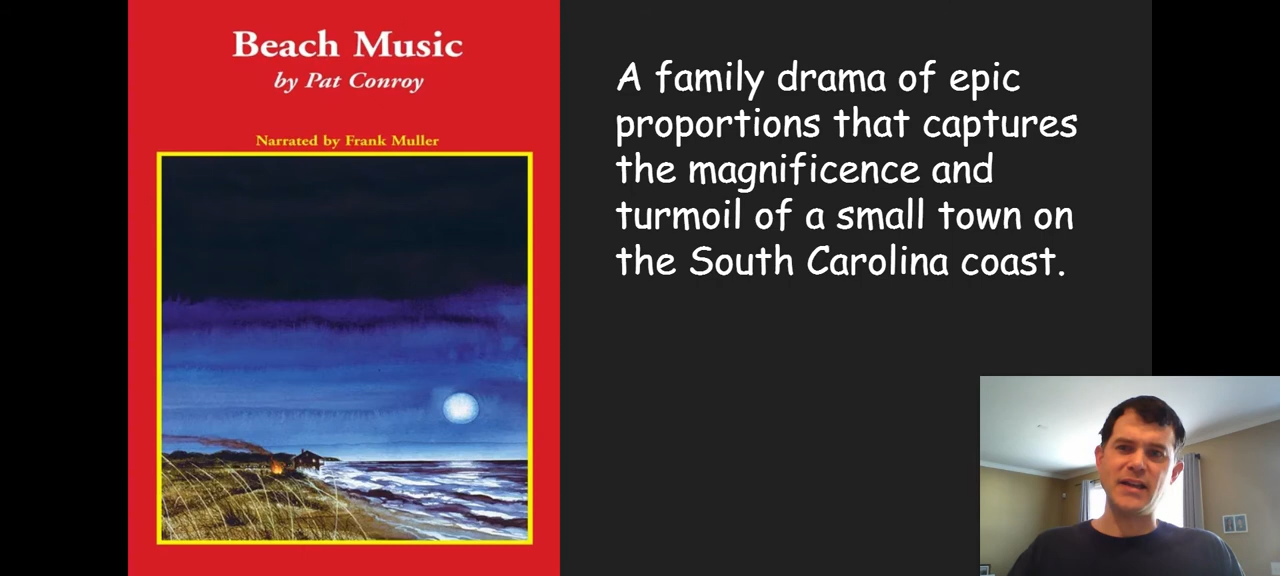 Beach Music
by Pat Conroy
Narrated by Frank Muller
A family drama of epic
proportions that captures
the magnificence and
turmoil of a small town on
the South Carolina coast.